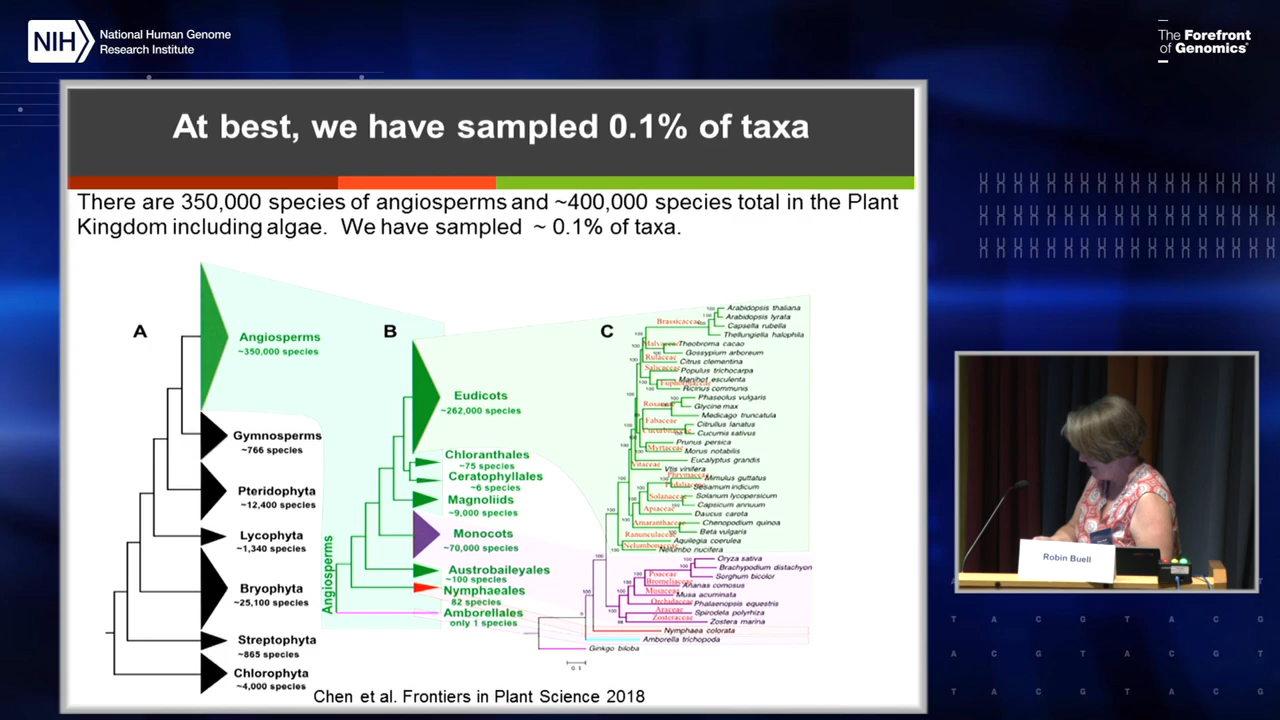 NIH
National Human Genome
Research Institute
The Forefront
of Genomics®
At best, we have sampled 0.1% of taxa
There are 350,000 species of angiosperms and ~400,000 species total in the Plant
Kingdom including algae. We have sampled ~ 0.1% of taxa.
A
Angiosperms
~350,000 species
Gymnosperms
~766 species
Pteridophyta
~12,400 species
Lycophyta
~1,340 species
Bryophyta
~25,100 species
Streptophyta
~865 species
Chlorophyta
~4,000 species
B
Angiosperms
Eudicots
~262,000 species
Chloranthales
~75 species
Ceratophyllales
~6 species
Magnoliids
~9,000 species
Monocots
~70,000 species
Austrobaileyales
~100 species
Nymphaeales
82 species
Amborellales
only 1 species
C
Brassicaceae
Arabidopsis thaliana
Arabidopsis lyrata
Capsella rubella
Thellungiella halophila
Malvaceae
Theobroma cacao
Gossypium arboreum
Rutaceae
Citrus clementina
Salicaceae
Populus trichocarpa
Manihot esculenta
Euphorbiaceae
Ricinus communis
Phaseolus vulgaris
Glycine max
Medicago truncatula
Fabaceae
Citrullus lanatus
Cucurbitaceae
Cucumis sativus
Prunus persica
Morus notabilis
Myrtaceae
Eucalyptus grandis
Vitaceae
Vitis vinifera
Phrymaceae
Mimulus guttatus
Pedaliaceae
Sesamum indicum
Solanaceae
Solanum lycopersicum
Capsicum annuum
Apiaceae
Daucus carota
Amaranthaceae
Chenopodium quinoa
Beta vulgaris
Ranunculaceae
Aquilegia coerulea
Nelumbo nucifera
Oryza sativa
Brachypodium distachyon
Poaceae
Sorghum bicolor
Bromeliaceae
Ananas comosus
Musaceae
Musa acuminata
Orchidaceae
Phalaenopsis equestris
Araceae
Spirodela polyrhiza
Zosteraceae
Zostera marina
Nymphaea colorata
Amborella trichopoda
Ginkgo biloba
0.1
Chen et al. Frontiers in Plant Science 2018
Robin Buell
T A C G T A C G
A C G T A C G
T A C G T A C G